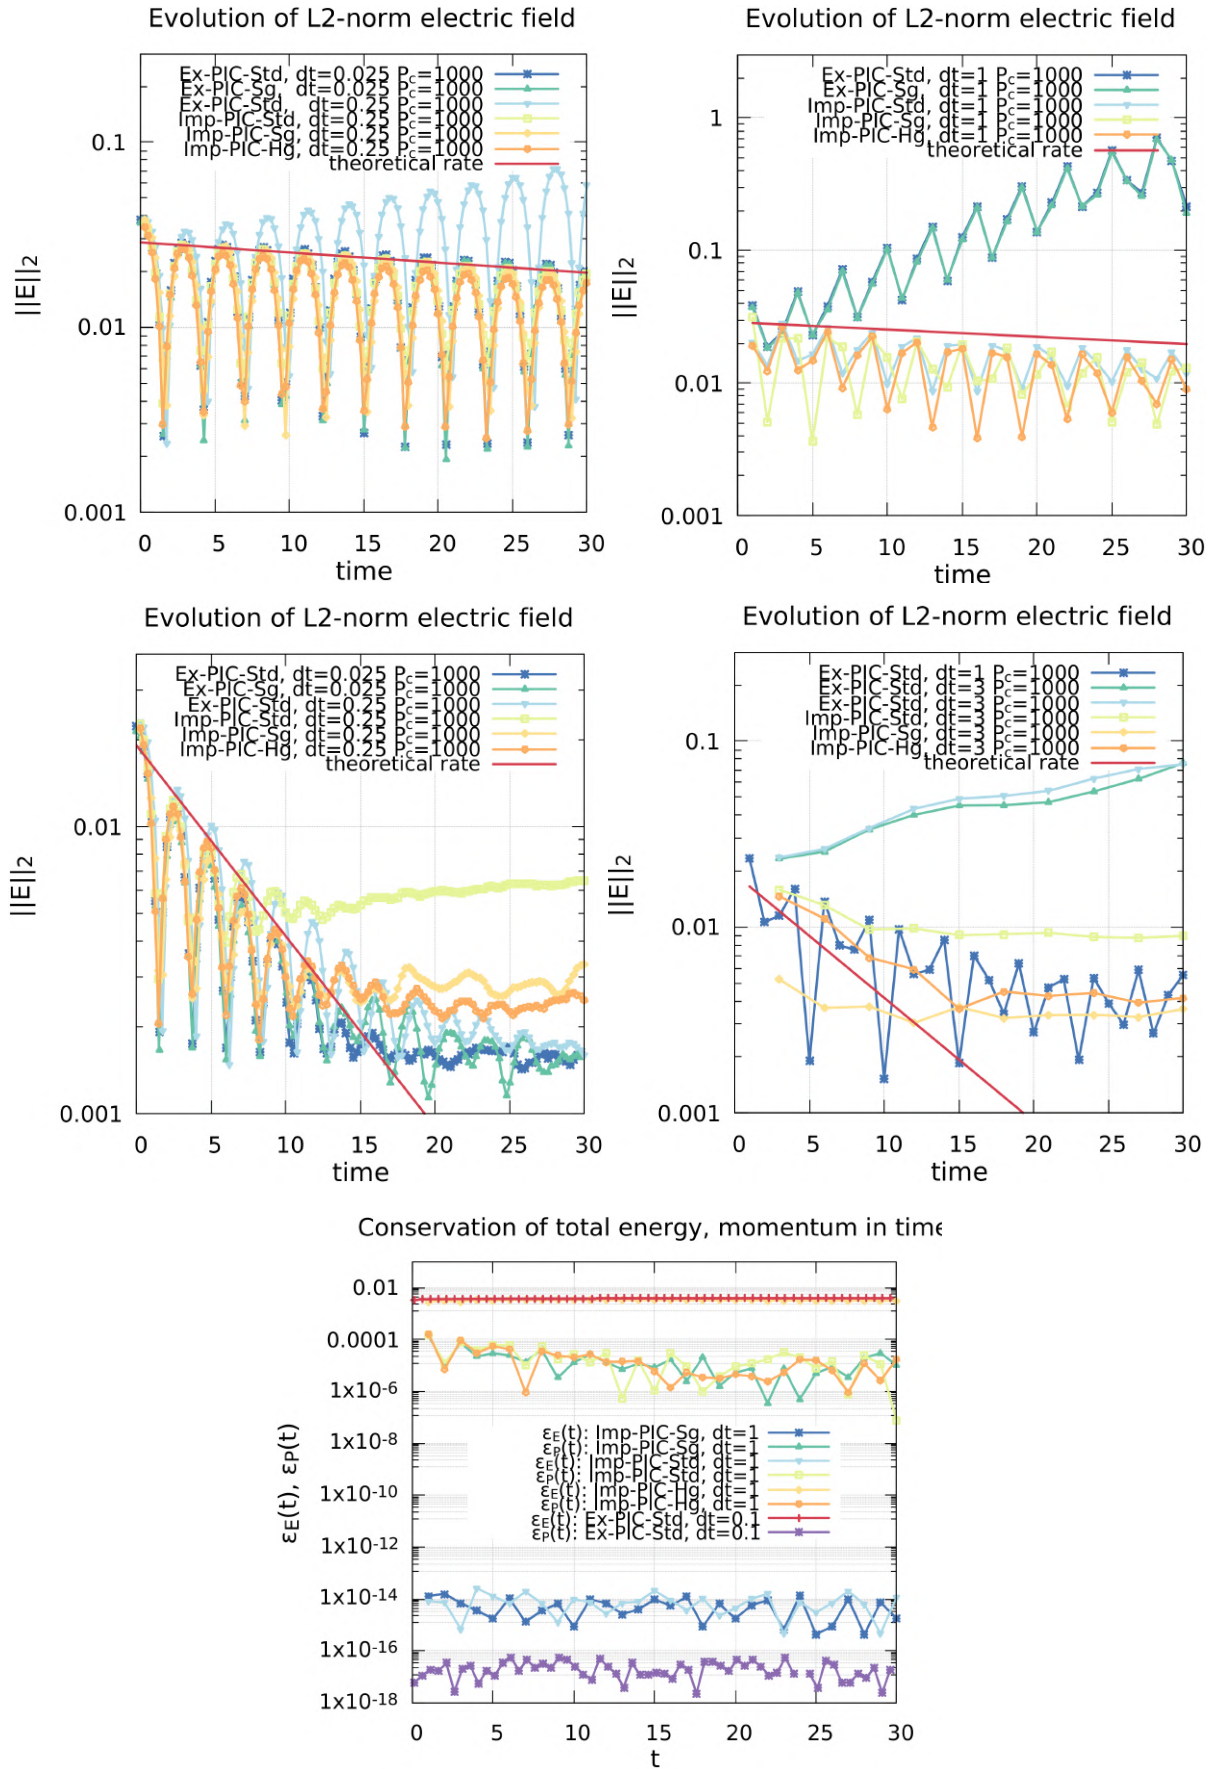 Evolution of L2-norm electric field
Ex-PIC-Std, dt=0.025 Pc=1000
Ex-PIC-Sg, dt=0.025 Pc=1000
Ex-PIC-Std, dt=0.25 Pc=1000
Imp-PIC-Std, dt=0.25 Pc=1000
Imp-PIC-Sg, dt=0.25 Pc=1000
Imp-PIC-Hg, dt=0.25 Pc=1000
theoretical rate
0.1
0.01
0.001
||E||2
0 5 10 15 20 25 30
time
Evolution of L2-norm electric field
Ex-PIC-Std, dt=1 Pc=1000
Ex-PIC-Sg, dt=1 Pc=1000
Imp-PIC-Std, dt=1 Pc=1000
Imp-PIC-Sg, dt=1 Pc=1000
Imp-PIC-Hg, dt=1 Pc=1000
theoretical rate
1
0.1
0.01
0.001
||E||2
0 5 10 15 20 25 30
time
Evolution of L2-norm electric field
Ex-PIC-Std, dt=0.025 Pc=1000
Ex-PIC-Sg, dt=0.025 Pc=1000
Ex-PIC-Std, dt=0.25 Pc=1000
Imp-PIC-Std, dt=0.25 Pc=1000
Imp-PIC-Sg, dt=0.25 Pc=1000
Imp-PIC-Hg, dt=0.25 Pc=1000
theoretical rate
0.01
0.001
||E||2
0 5 10 15 20 25 30
time
Evolution of L2-norm electric field
Ex-PIC-Std, dt=1 Pc=1000
Ex-PIC-Std, dt=3 Pc=1000
Ex-PIC-Sg, dt=3 Pc=1000
Imp-PIC-Std, dt=3 Pc=1000
Imp-PIC-Sg, dt=3 Pc=1000
Imp-PIC-Hg, dt=3 Pc=1000
theoretical rate
0.1
0.01
0.001
||E||2
0 5 10 15 20 25 30
time
Conservation of total energy, momentum in time
0.01
0.0001
1x10-6
1x10-8
1x10-10
1x10-12
1x10-14
1x10-16
1x10-18
εE(t), εP(t)
εE(t): Imp-PIC-Sg, dt=1
εP(t): Imp-PIC-Sg, dt=1
εE(t): Imp-PIC-Std, dt=1
εP(t): Imp-PIC-Std, dt=1
εE(t): Imp-PIC-Hg, dt=1
εP(t): Imp-PIC-Hg, dt=1
εE(t): Ex-PIC-Std, dt=0.1
εP(t): Ex-PIC-Std, dt=0.1
0 5 10 15 20 25 30
t